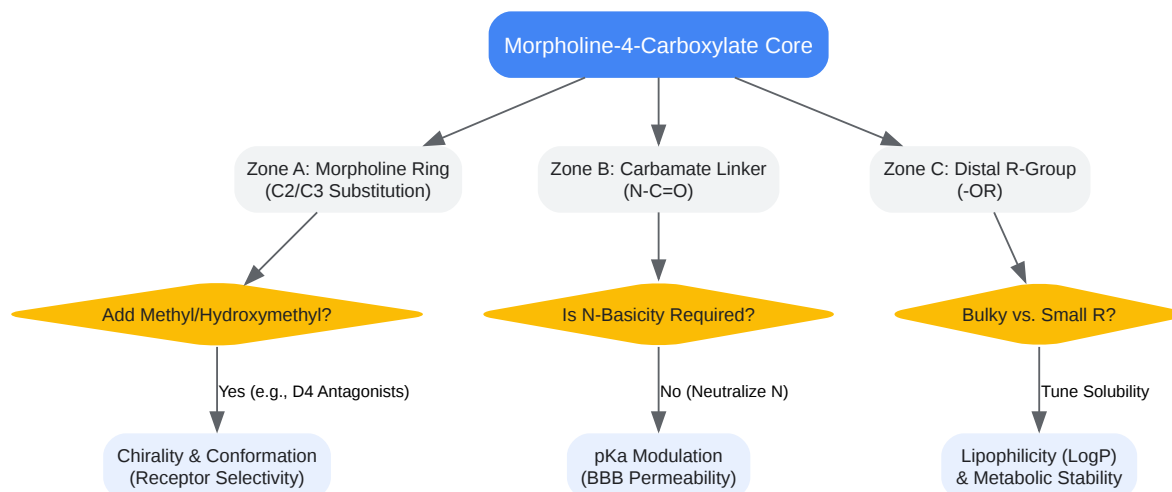 Morpholine-4-Carboxylate Core
Zone A: Morpholine Ring
(C2/C3 Substitution)
Zone B: Carbamate Linker
(N-C=O)
Zone C: Distal R-Group
(-OR)
Add Methyl/Hydroxymethyl?
Is N-Basicity Required?
Bulky vs. Small R?
Yes (e.g., D4 Antagonists)
No (Neutralize N)
Tune Solubility
Chirality & Conformation
(Receptor Selectivity)
pKa Modulation
(BBB Permeability)
Lipophilicity (LogP)
& Metabolic Stability